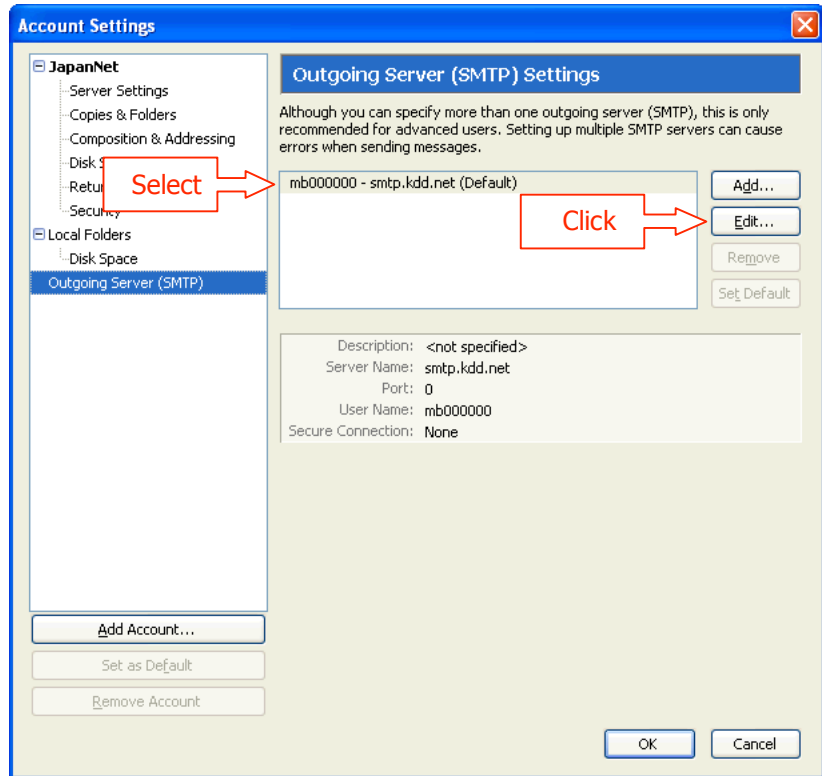 Account Settings
JapanNet
Server Settings
Copies & Folders
Composition & Addressing
Disk
Select
Security
Local Folders
Disk Space
Outgoing Server (SMTP)
Add Account...
Set as Default
Remove Account
Outgoing Server (SMTP) Settings
Although you can specify more than one outgoing server (SMTP), this is only
recommended for advanced users. Setting up multiple SMTP servers can cause
errors when sending messages.
mb000000 - smtp.kdd.net (Default)
Click
Add...
Edit...
Remove
Set Default
Description: <not specified>
Server Name: smtp.kdd.net
Port: 0
User Name: mb000000
Secure Connection: None
OK
Cancel